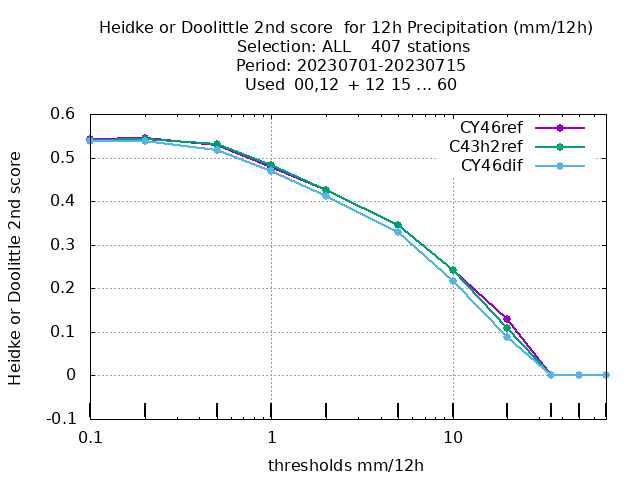 Heidke or Doolittle 2nd score  for 12h Precipitation (mm/12h)
Selection: ALL    407 stations
Period: 20230701-20230715
Used  00,12  + 12 15 ... 60
CY46ref
C43h2ref
CY46dif
Heidke or Doolittle 2nd score
0.6
0.5
0.4
0.3
0.2
0.1
0
-0.1
0.1
1
10
thresholds mm/12h